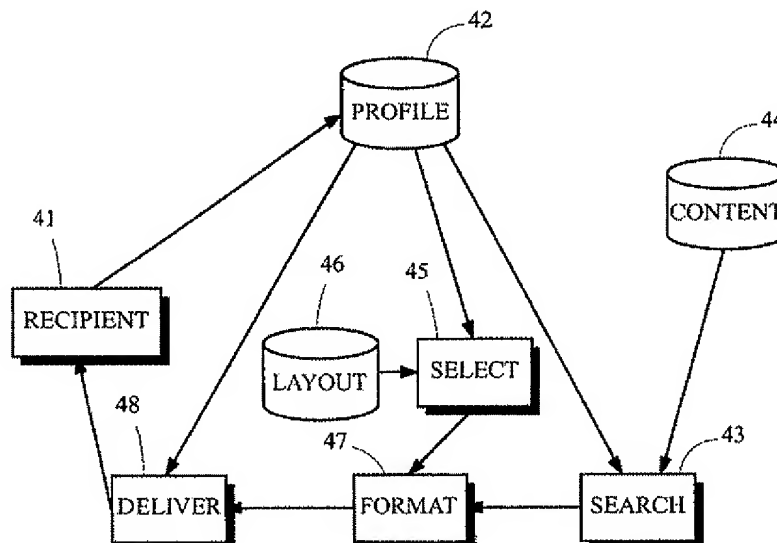 42
PROFILE
44
CONTENT
41
RECIPIENT
46
45
LAYOUT
SELECT
48
47
43
DELIVER
FORMAT
SEARCH